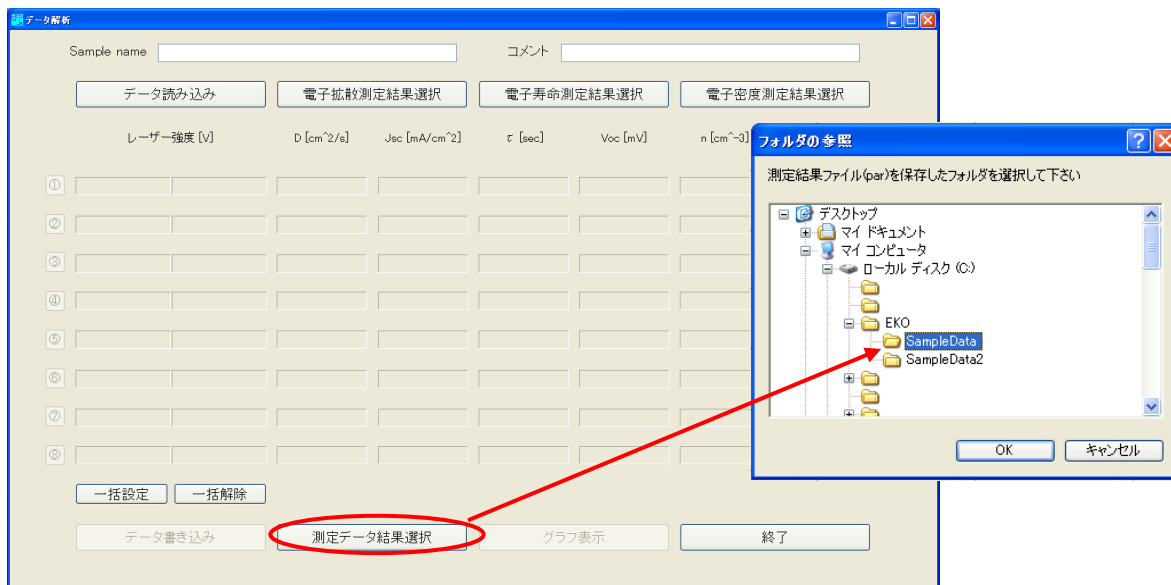 データ解析
Sample name
コメント
データ読み込み
電子拡散測定結果選択
電子寿命測定結果選択
電子密度測定結果選択
レーザー強度 [V]
D [cm^2/s]
Jsc [mA/cm^2]
τ [sec]
Voc [mV]
n [cm^-3]
①
②
③
④
⑤
⑥
⑦
⑧
一括設定
一括解除
データ書き込み
測定データ結果選択
グラフ表示
終了
フォルダの参照
測定結果ファイル(par)を保存したフォルダを選択して下さい
デスクトップ
マイ ドキュメント
マイ コンピュータ
ローカル ディスク (C:)
EKO
SampleData
SampleData2
OK
キャンセル